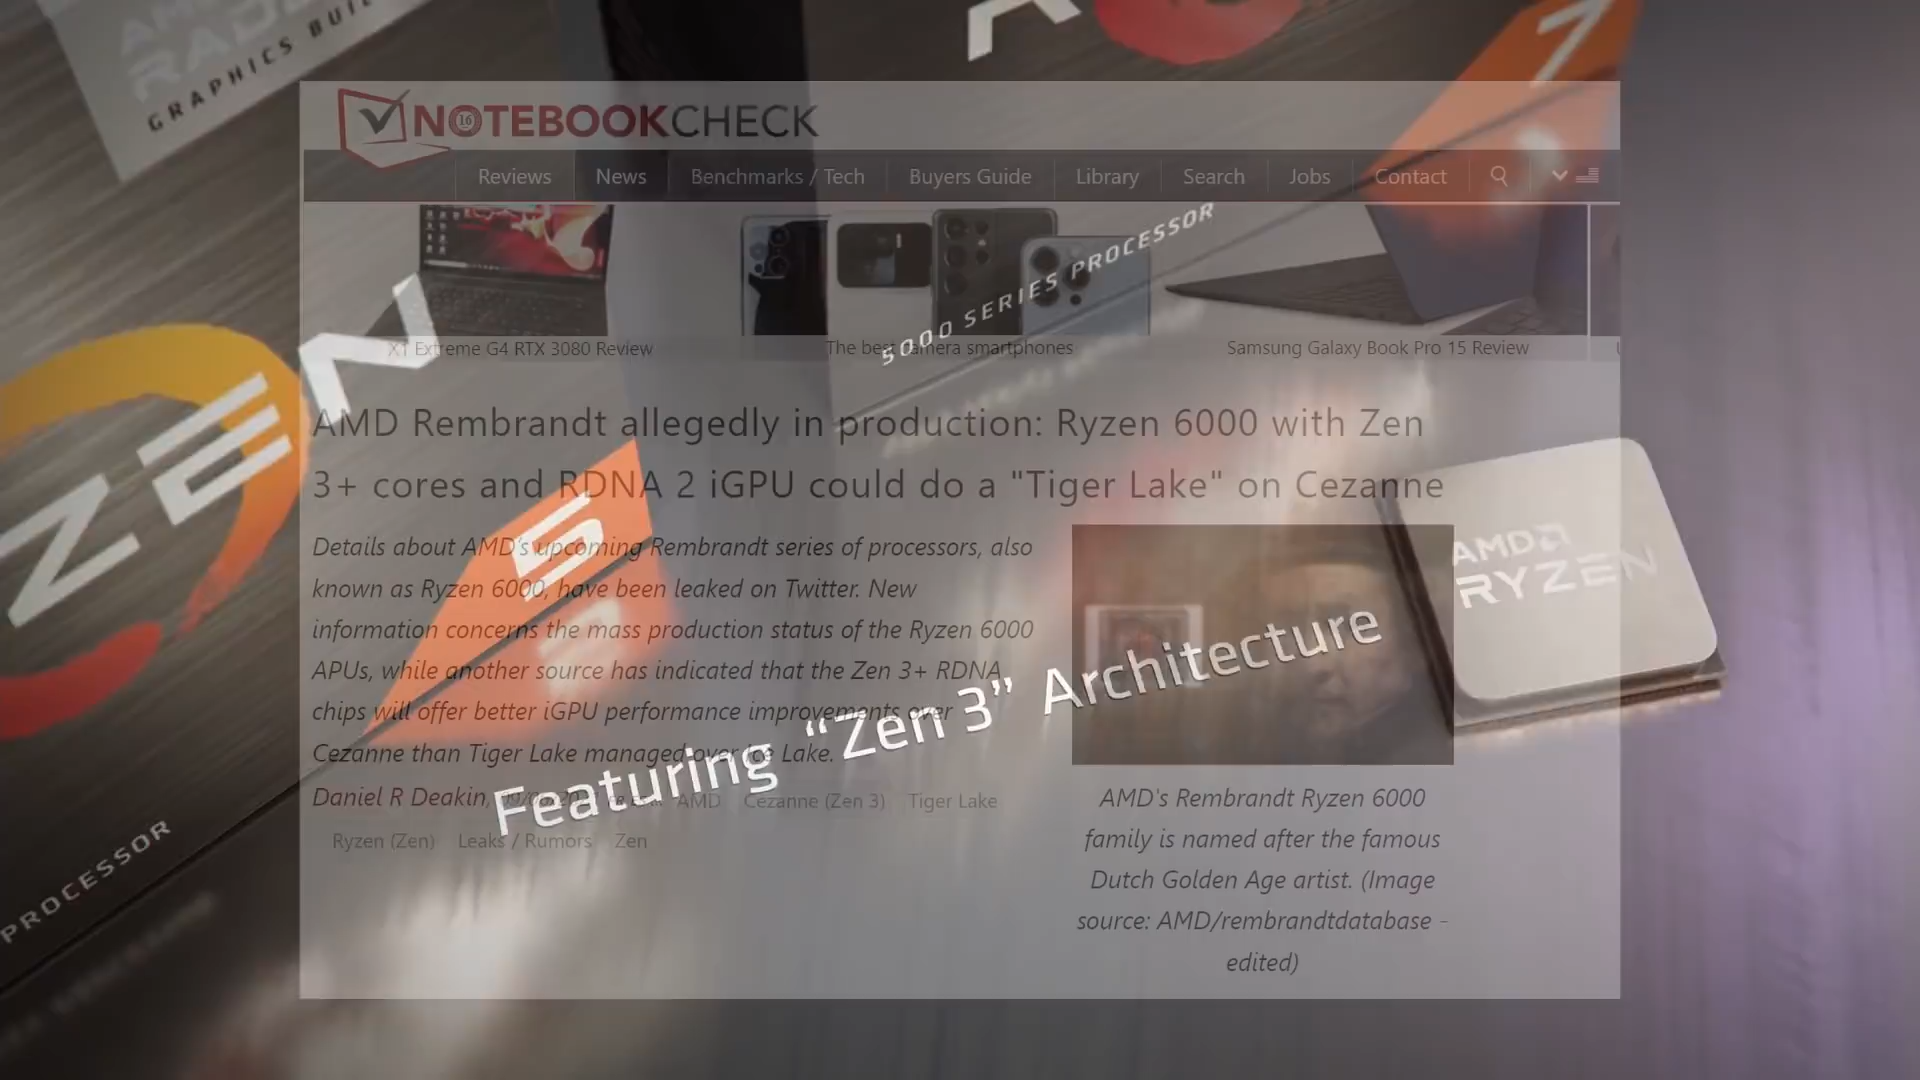 GRAPHICS BUIL
NOTEBOOKCHECK
16
Reviews
News
Benchmarks / Tech
Buyers Guide
Library
Search
Jobs
Contact
7
5000 SERIES PROCESSOR
X1 Extreme G4 RTX 3080 Review
The best camera smartphones
Samsung Galaxy Book Pro 15 Review
ZEN
AMD Rembrandt allegedly in production: Ryzen 6000 with Zen
3+ cores and RDNA 2 iGPU could do a "Tiger Lake" on Cezanne
5
Details about AMD's upcoming Rembrandt series of processors, also
known as Ryzen 6000, have been leaked on Twitter. New
information concerns the mass production status of the Ryzen 6000
APUs, while another source has indicated that the Zen 3+ RDNA
chips will offer better iGPU performance improvements over
Cezanne than Tiger Lake managed over Ice Lake.
Daniel R Deakin,
AMD
Cezanne (Zen 3)
Tiger Lake
Ryzen (Zen)
Leaks / Rumors
Zen
AMD
RYZEN
Featuring “Zen 3” Architecture
AMD's Rembrandt Ryzen 6000
family is named after the famous
Dutch Golden Age artist. (Image
source: AMD/rembrandtdatabase -
edited)
PROCESSOR